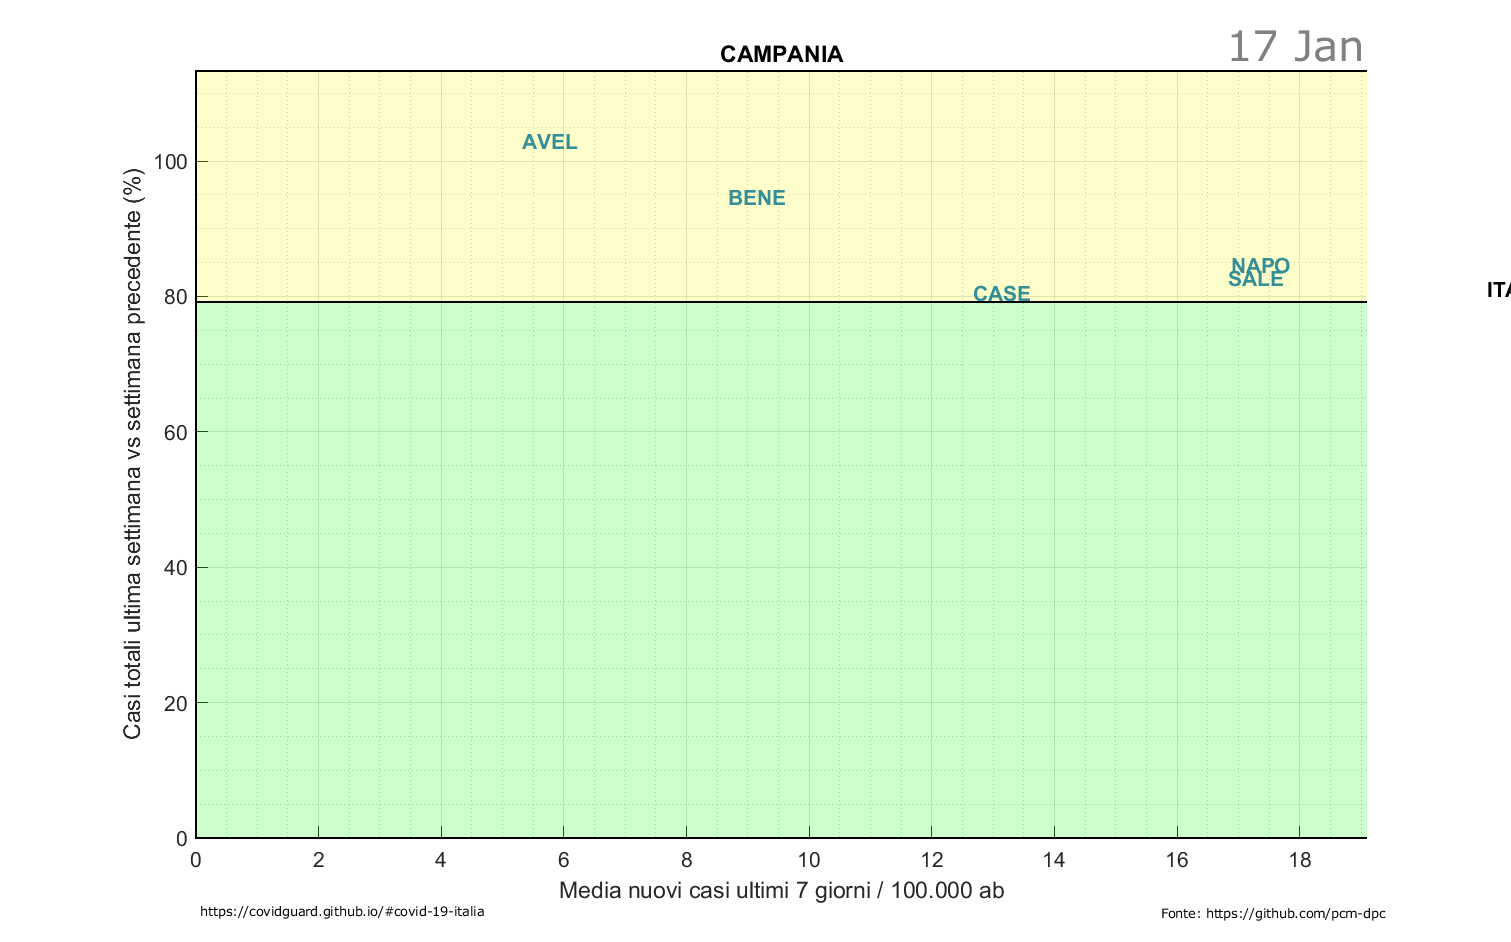 CAMPANIA
17 Jan
AVEL
BENE
NAPO
SALE
CASE
ITA
Casi totali ultima settimana vs settimana precedente (%)
100
80
60
40
20
0
0 2 4 6 8 10 12 14 16 18
Media nuovi casi ultimi 7 giorni / 100.000 ab
https://covidguard.github.io/#covid-19-italia
Fonte: https://github.com/pcm-dpc